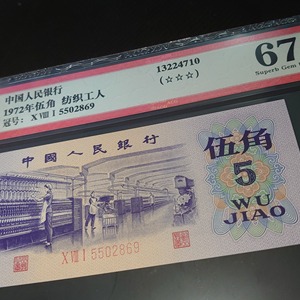 中国人民银行
1972年伍角 纺织工人
冠号: X Ⅷ I 5502869
13224710
(☆☆☆)
67
Superb Gem
中国人民银行
伍角
5
WU
JIAO
X Ⅷ I 5502869